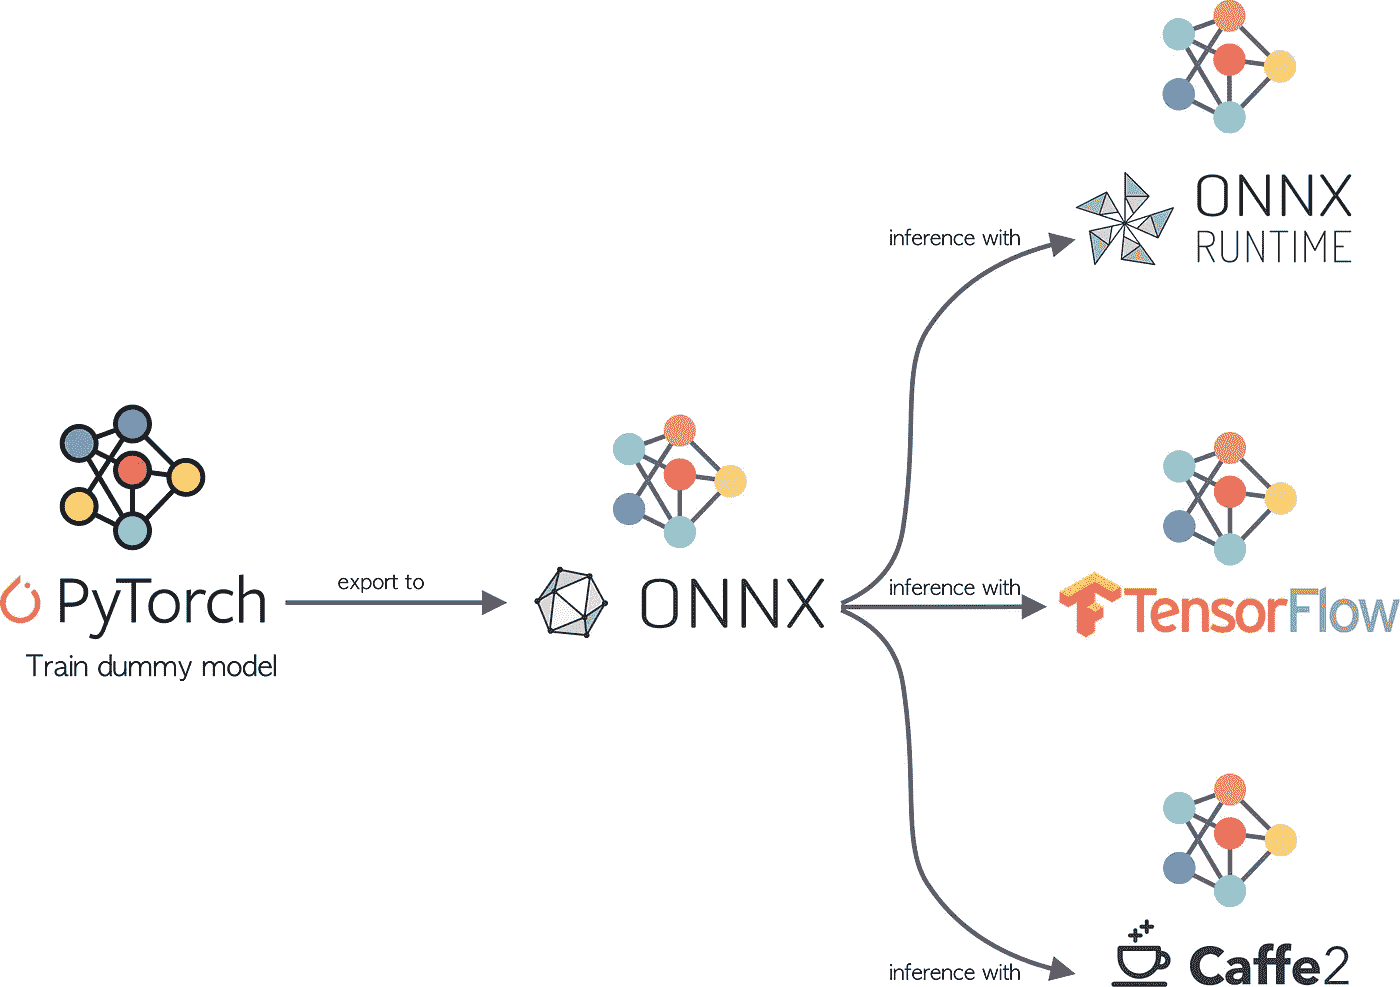 PyTorch
Train dummy model
export to
ONNX
inference with
ONNX
RUNTIME
inference with
TensorFlow
inference with
Caffe2